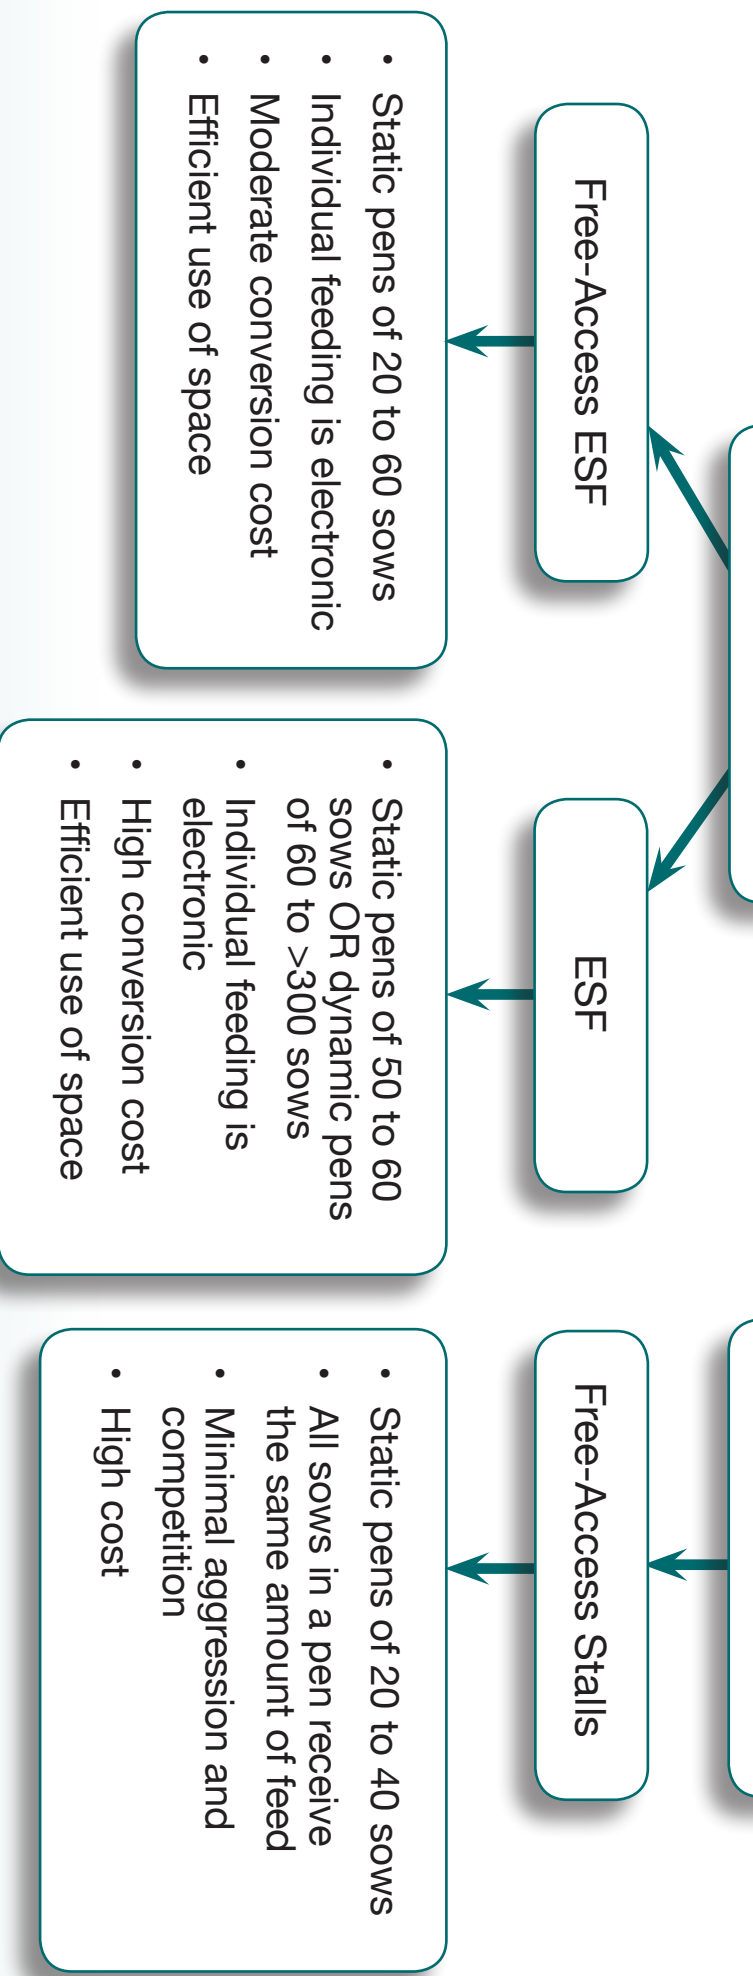 Free-Access ESF
• Static pens of 20 to 60 sows
• Individual feeding is electronic
• Moderate conversion cost
• Efficient use of space
ESF
• Static pens of 50 to 60
sows OR dynamic pens
of 60 to >300 sows
• Individual feeding is
electronic
• High conversion cost
• Efficient use of space
Free-Access Stalls
• Static pens of 20 to 40 sows
• All sows in a pen receive
the same amount of feed
• Minimal aggression and
competition
• High cost